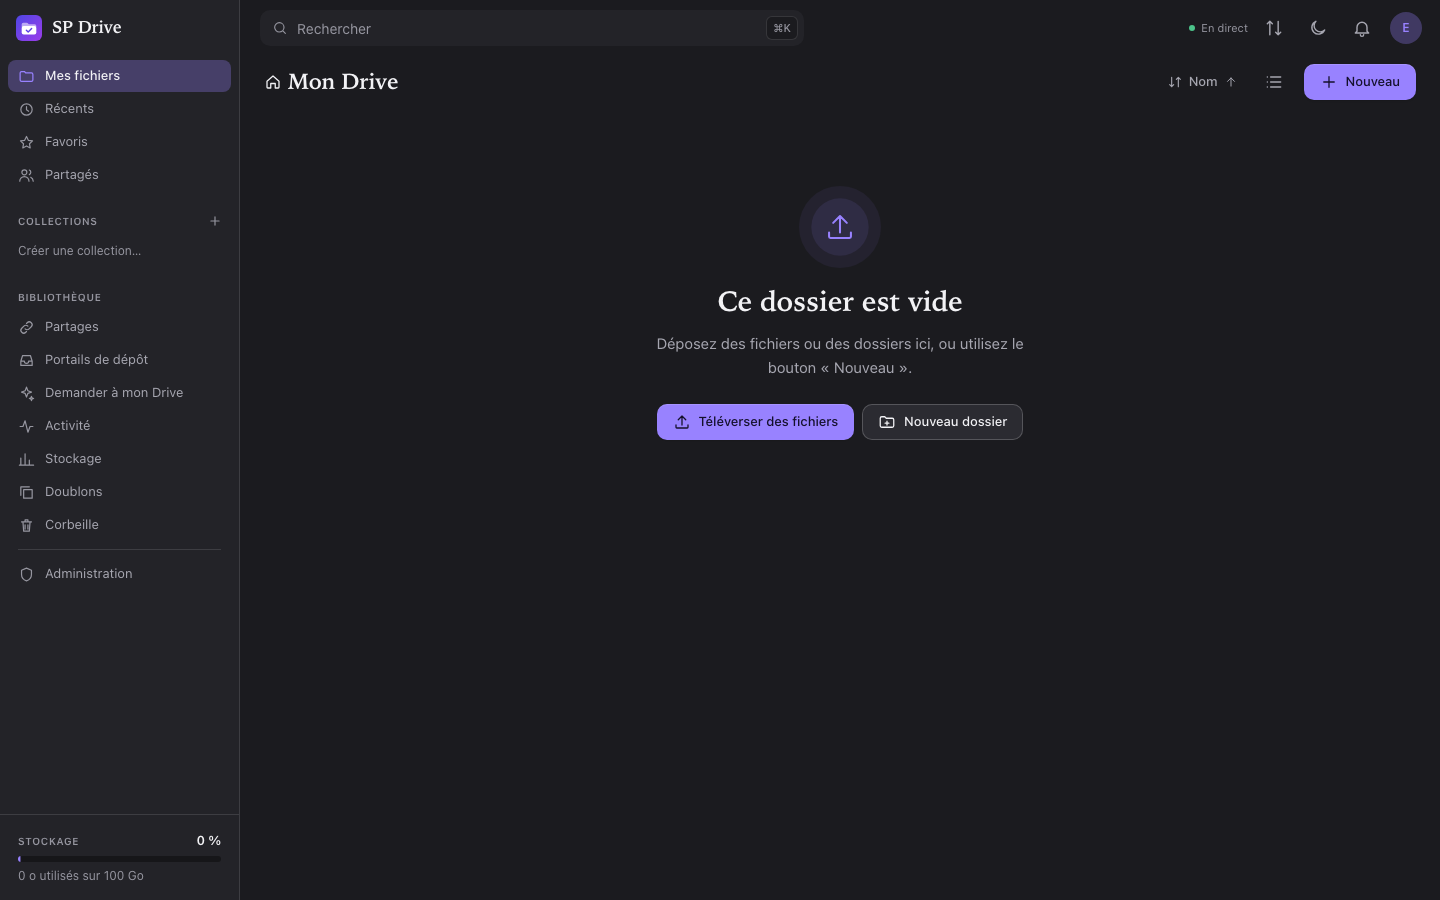 SP Drive
Rechercher
⌘K
En direct
E
Mes fichiers
Récents
Favoris
Partagés
COLLECTIONS
Créer une collection...
BIBLIOTHÈQUE
Partages
Portails de dépôt
Demander à mon Drive
Activité
Stockage
Doublons
Corbeille
Administration
STOCKAGE 0 %
0 o utilisés sur 100 Go
Mon Drive
Nom
Nouveau
Ce dossier est vide
Déposez des fichiers ou des dossiers ici, ou utilisez le
bouton « Nouveau ».
Téléverser des fichiers
Nouveau dossier